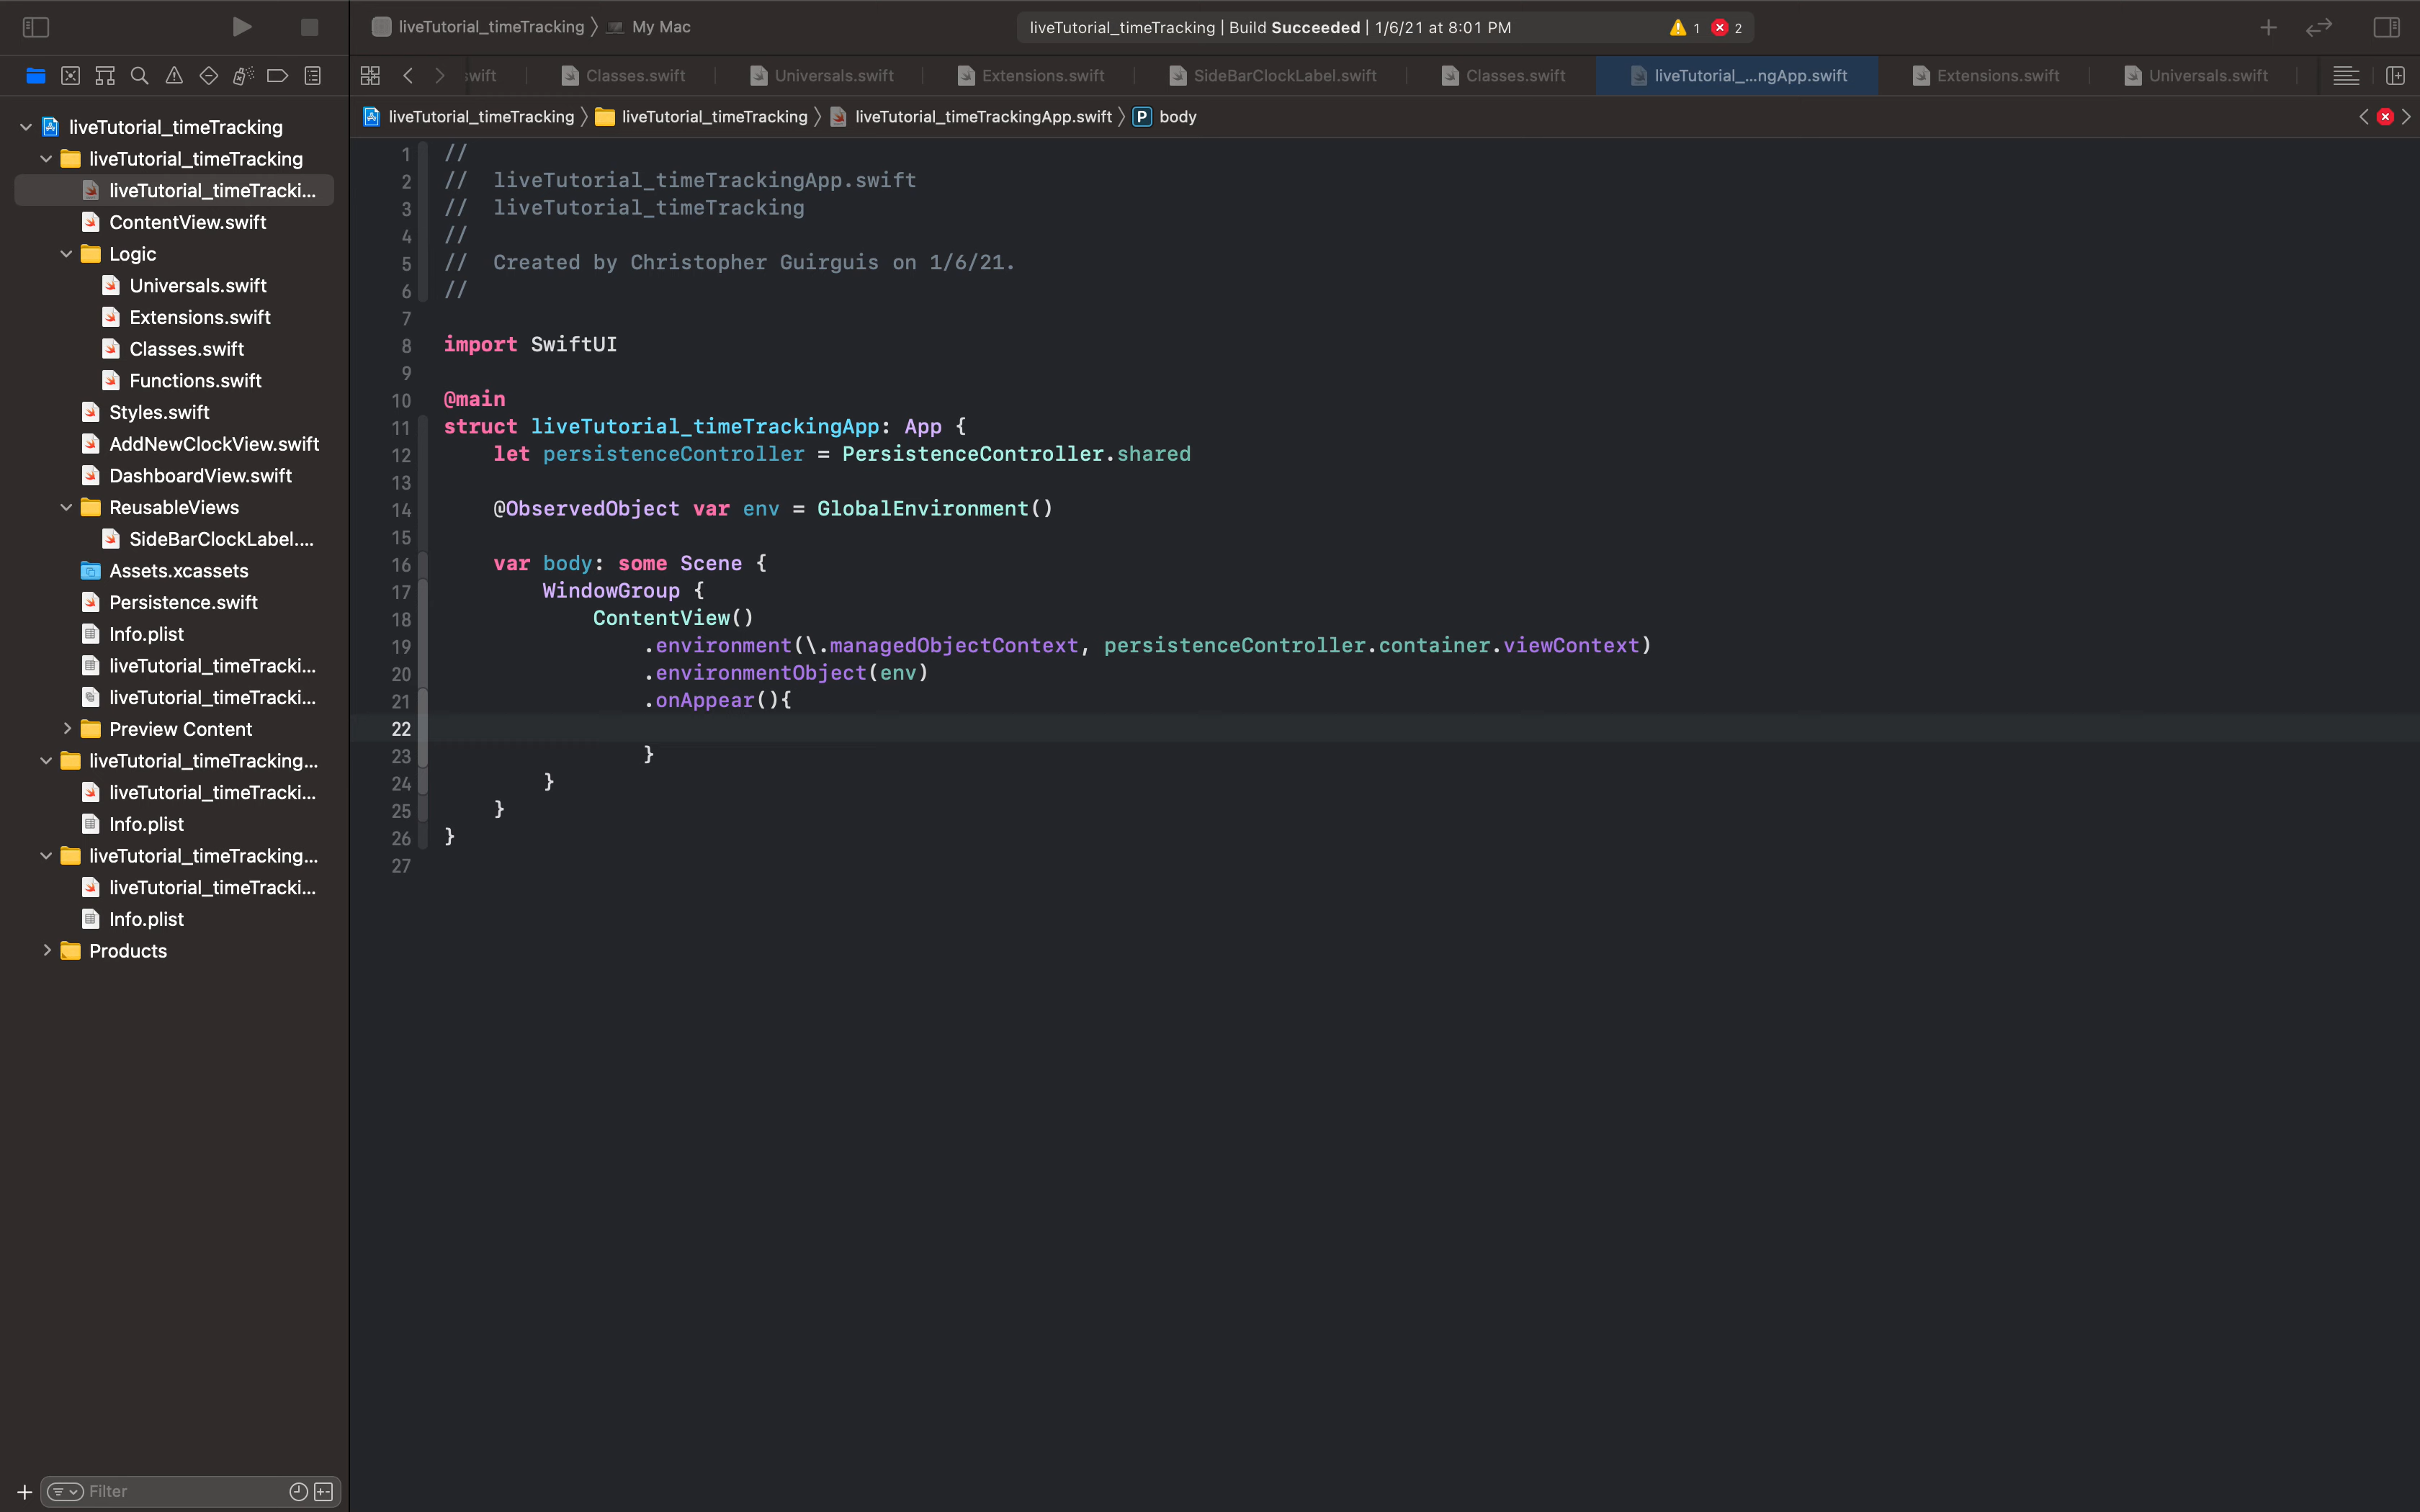 liveTutorial_timeTracking 〉 My Mac
liveTutorial_timeTracking | Build Succeeded | 1/6/21 at 8:01 PM
1
2
swift
Classes.swift
Universals.swift
Extensions.swift
SideBarClockLabel.swift
Classes.swift
liveTutorial_...ngApp.swift
Extensions.swift
Universals.swift
liveTutorial_timeTracking 〉 liveTutorial_timeTracking 〉 liveTutorial_timeTrackingApp.swift 〉 P body
liveTutorial_timeTracking
liveTutorial_timeTracking
liveTutorial_timeTracki...
ContentView.swift
Logic
Universals.swift
Extensions.swift
Classes.swift
Functions.swift
Styles.swift
AddNewClockView.swift
DashboardView.swift
ReusableViews
SideBarClockLabel....
Assets.xcassets
Persistence.swift
Info.plist
liveTutorial_timeTracki...
liveTutorial_timeTracki...
Preview Content
liveTutorial_timeTracking...
liveTutorial_timeTracki...
Info.plist
liveTutorial_timeTracking...
liveTutorial_timeTracki...
Info.plist
Products
Filter
1 //
2 //  liveTutorial_timeTrackingApp.swift
3 //  liveTutorial_timeTracking
4 //
5 //  Created by Christopher Guirguis on 1/6/21.
6 //
7
8 import SwiftUI
9
10 @main
11 struct liveTutorial_timeTrackingApp: App {
12     let persistenceController = PersistenceController.shared
13
14     @ObservedObject var env = GlobalEnvironment()
15
16     var body: some Scene {
17         WindowGroup {
18             ContentView()
19                 .environment(\.managedObjectContext, persistenceController.container.viewContext)
20                 .environmentObject(env)
21                 .onAppear(){
22
23                 }
24         }
25     }
26 }
27